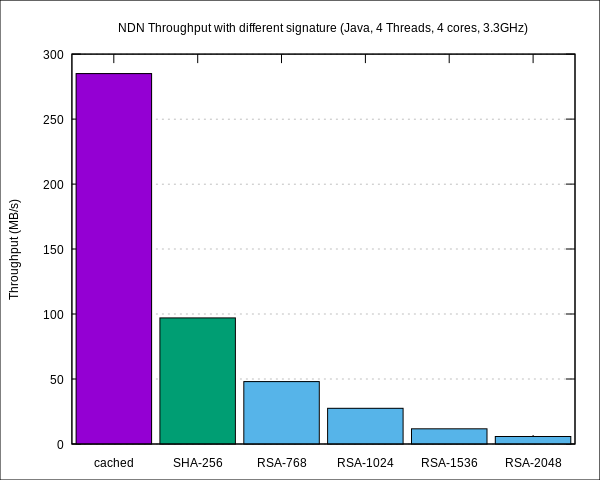 NDN Throughput with different signature (Java, 4 Threads, 4 cores, 3.3GHz)
Throughput (MB/s)
300
250
200
150
100
50
0
cached SHA-256 RSA-768 RSA-1024 RSA-1536 RSA-2048